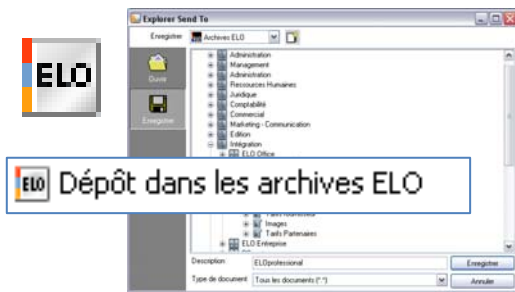 Explorer Send To
Enregistrer
Archives ELO
ELO
Ouvrir
Enregistrer
Administration
Management
Administration
Ressources Humaines
Juridique
Comptabilité
Commercial
Marketing - Communication
Edition
Intégration
ELO Office
ELO Dépôt dans les archives ELO
Images
Tarifs Partenaires
ELO Entreprise
Description
ELOprofessional
Enregistrer
Type de document
Tous les documents (*.*)
Annuler